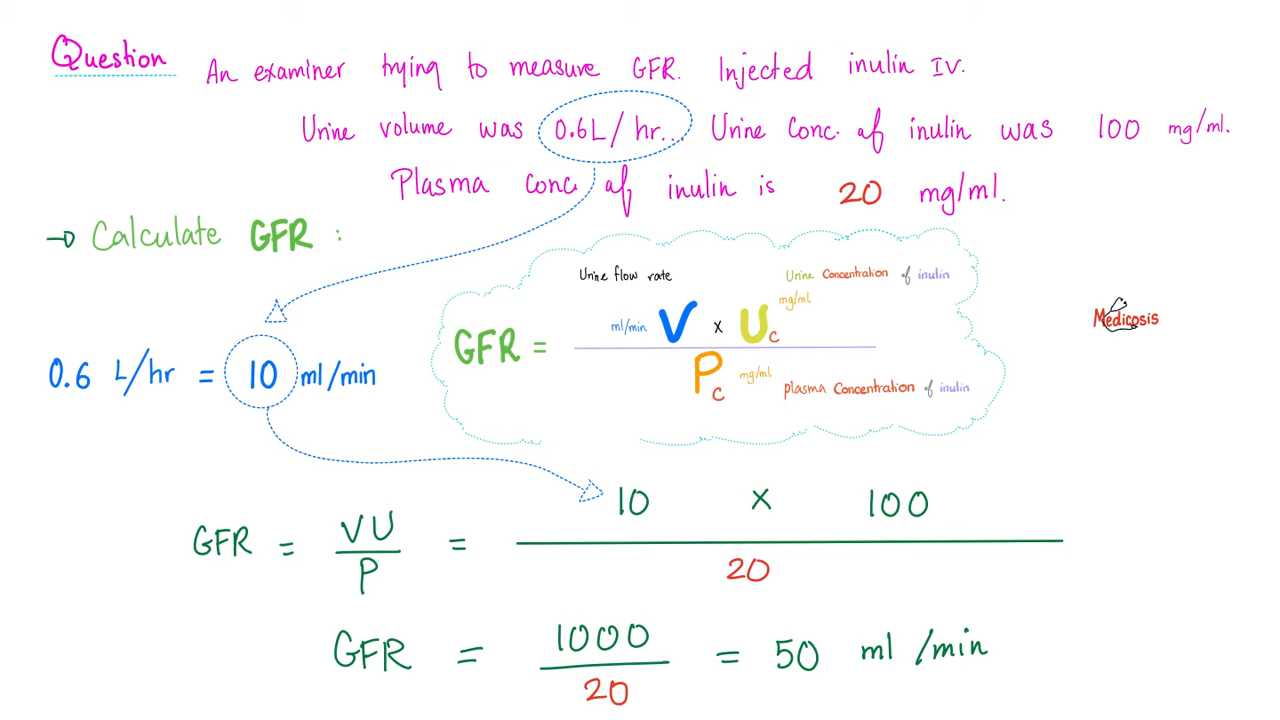 Question
An examiner trying to measure GFR. Injected inulin IV.
Urine volume was 0.6L/hr... Urine Conc. of inulin was 100 mg/ml.
Plasma conc of inulin is 20 mg/ml.
→ Calculate GFR:
Urine flow rate
Urine Concentration of inulin
mg/ml
ml/min V x Uc
GFR =
Pc mg/ml
plasma Concentration of inulin
Medicosis
0.6 L/hr = 10 ml/min
10 x 100
GFR = VU = 
P
20
1000
GFR = = 50 ml/min
20